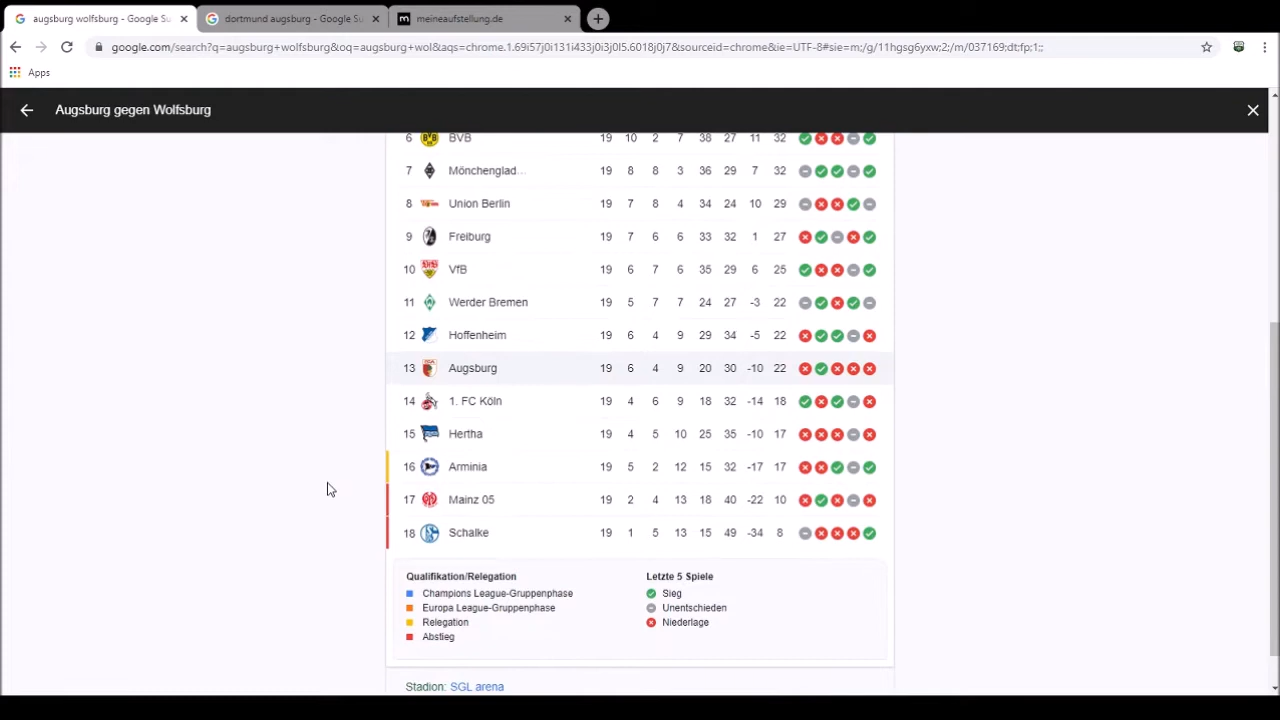 augsburg wolfsburg - Google Su
dortmund augsburg - Google Su
meineaufstellung.de
google.com/search?q=augsburg+wolfsburg&oq=augsburg+wol&aqs=chrome.1.69i57j0i131i433j0i3j0l5.6018j0j7&sourceid=chrome&ie=UTF-8#sie=m;/g/11hgsg6yxw;2;/m/037169;dt;fp;1;;
Apps
Augsburg gegen Wolfsburg
6 BVB 19 10 2 7 38 27 11 32
7 Mönchenglad... 19 8 8 3 36 29 7 32
8 Union Berlin 19 7 8 4 34 24 10 29
9 Freiburg 19 7 6 6 33 32 1 27
10 VfB 19 6 7 6 35 29 6 25
11 Werder Bremen 19 5 7 7 24 27 -3 22
12 Hoffenheim 19 6 4 9 29 34 -5 22
13 Augsburg 19 6 4 9 20 30 -10 22
14 1. FC Köln 19 4 6 9 18 32 -14 18
15 Hertha 19 4 5 10 25 35 -10 17
16 Arminia 19 5 2 12 15 32 -17 17
17 Mainz 05 19 2 4 13 18 40 -22 10
18 Schalke 19 1 5 13 15 49 -34 8
Qualifikation/Relegation
Champions League-Gruppenphase
Europa League-Gruppenphase
Relegation
Abstieg
Letzte 5 Spiele
Sieg
Unentschieden
Niederlage
Stadion: SGL arena